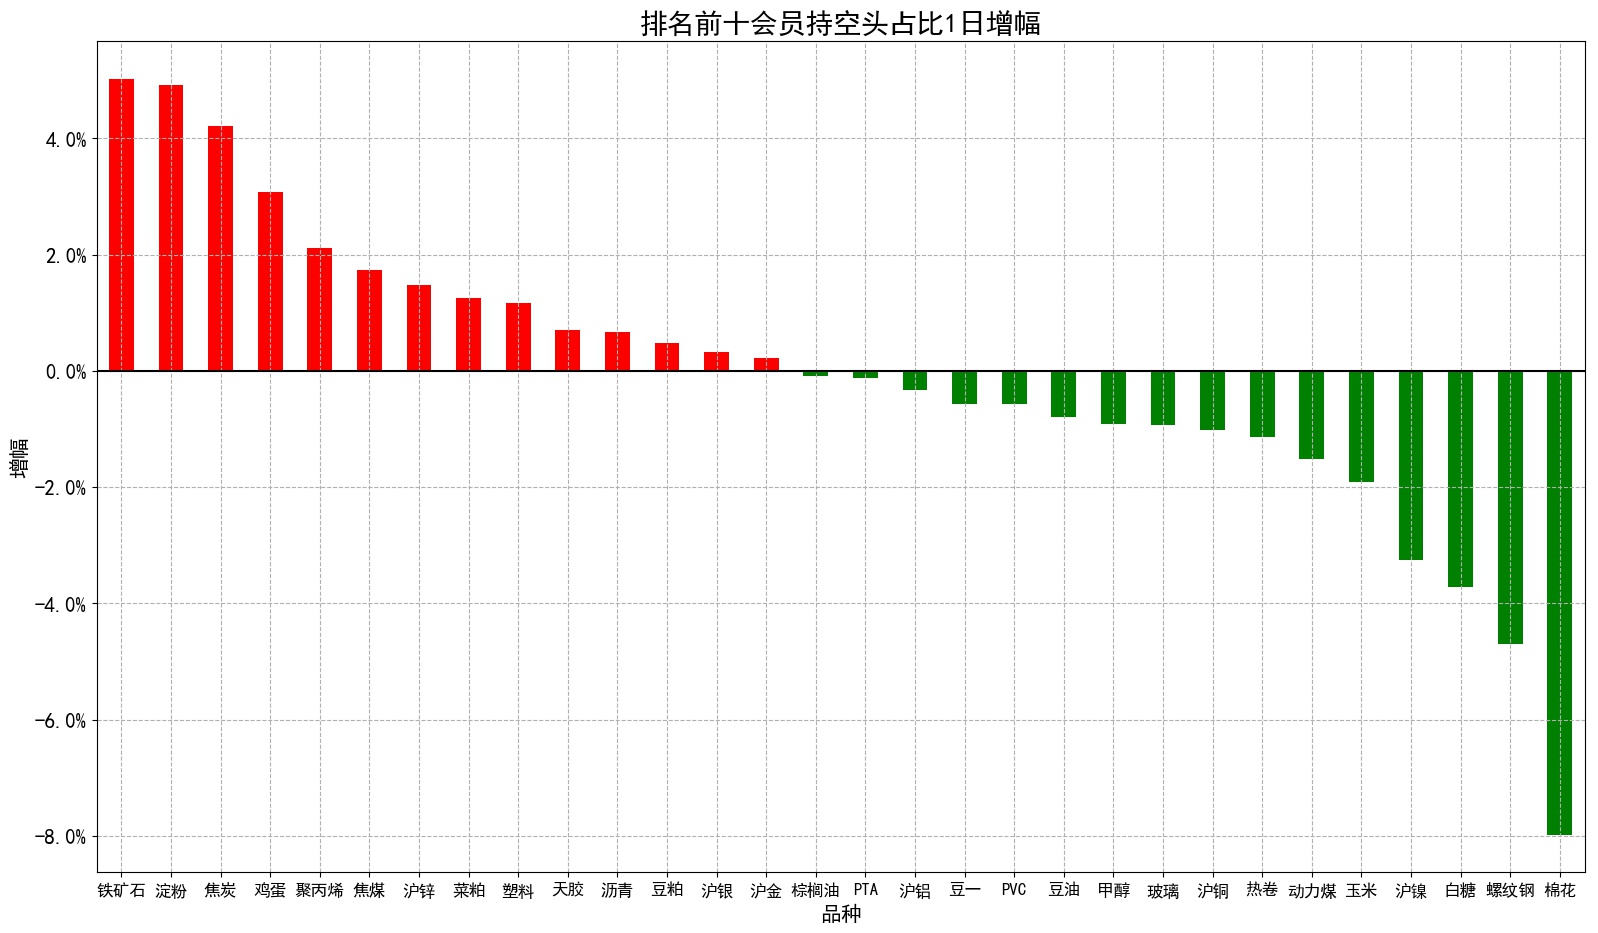 排名前十会员持空头占比1日增幅
4.0%
2.0%
0.0%
-2.0%
-4.0%
-6.0%
-8.0%
增幅
铁矿石 淀粉 焦炭 鸡蛋 聚丙烯 焦煤 沪锌 菜粕 塑料 天胶 沥青 豆粕 沪银 沪金 棕榈油 PTA 沪铝 豆一 PVC 豆油 甲醇 玻璃 沪铜 热卷 动力煤 玉米 沪镍 白糖 螺纹钢 棉花
品种